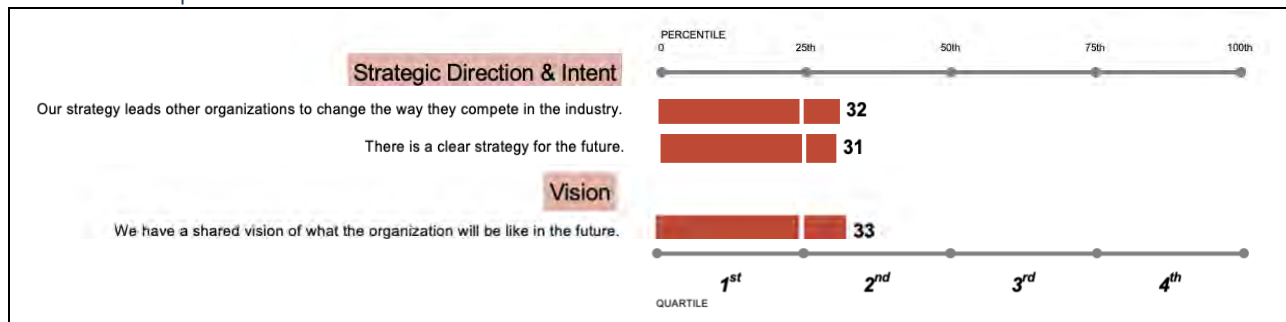 PERCENTILE
0 25th 50th 75th 100th
Strategic Direction & Intent
Our strategy leads other organizations to change the way they compete in the industry. 32
There is a clear strategy for the future. 31
Vision
We have a shared vision of what the organization will be like in the future. 33
1st 2nd 3rd 4th
QUARTILE